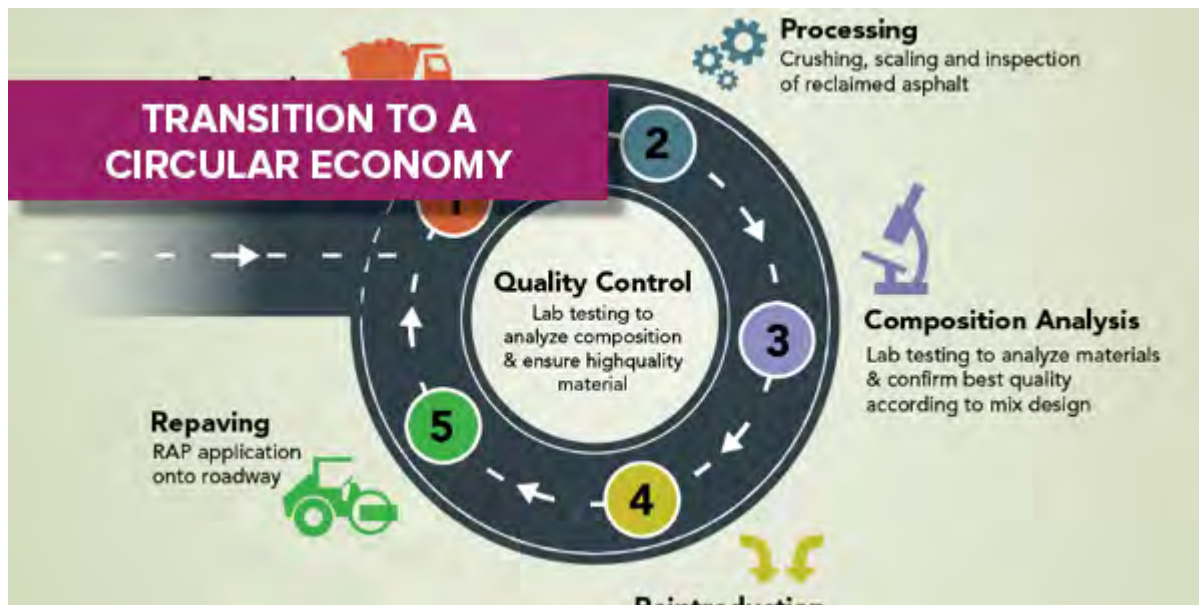 TRANSITION TO A
CIRCULAR ECONOMY
1
2
Processing
Crushing, scaling and inspection
of reclaimed asphalt
3
Composition Analysis
Lab testing to analyze materials
& confirm best quality
according to mix design
Quality Control
Lab testing to
analyze composition
& ensure highquality
material
4
Reintroduction
5
Repaving
RAP application
onto roadway